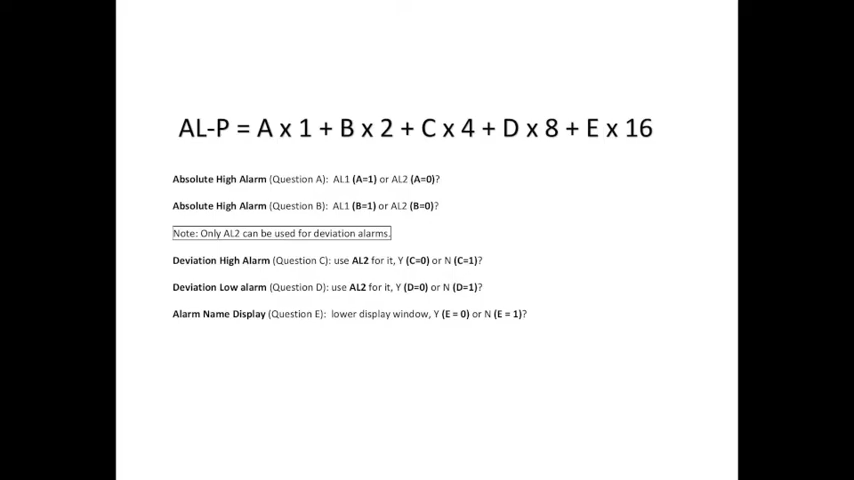 AL-P = A x 1 + B x 2 + C x 4 + D x 8 + E x 16
Absolute High Alarm (Question A): AL1 (A=1) or AL2 (A=0)?
Absolute High Alarm (Question B): AL1 (B=1) or AL2 (B=0)?
Note: Only AL2 can be used for deviation alarms.
Deviation High Alarm (Question C): use AL2 for it, Y (C=0) or N (C=1)?
Deviation Low alarm (Question D): use AL2 for it, Y (D=0) or N (D=1)?
Alarm Name Display (Question E): lower display window, Y (E = 0) or N (E = 1)?